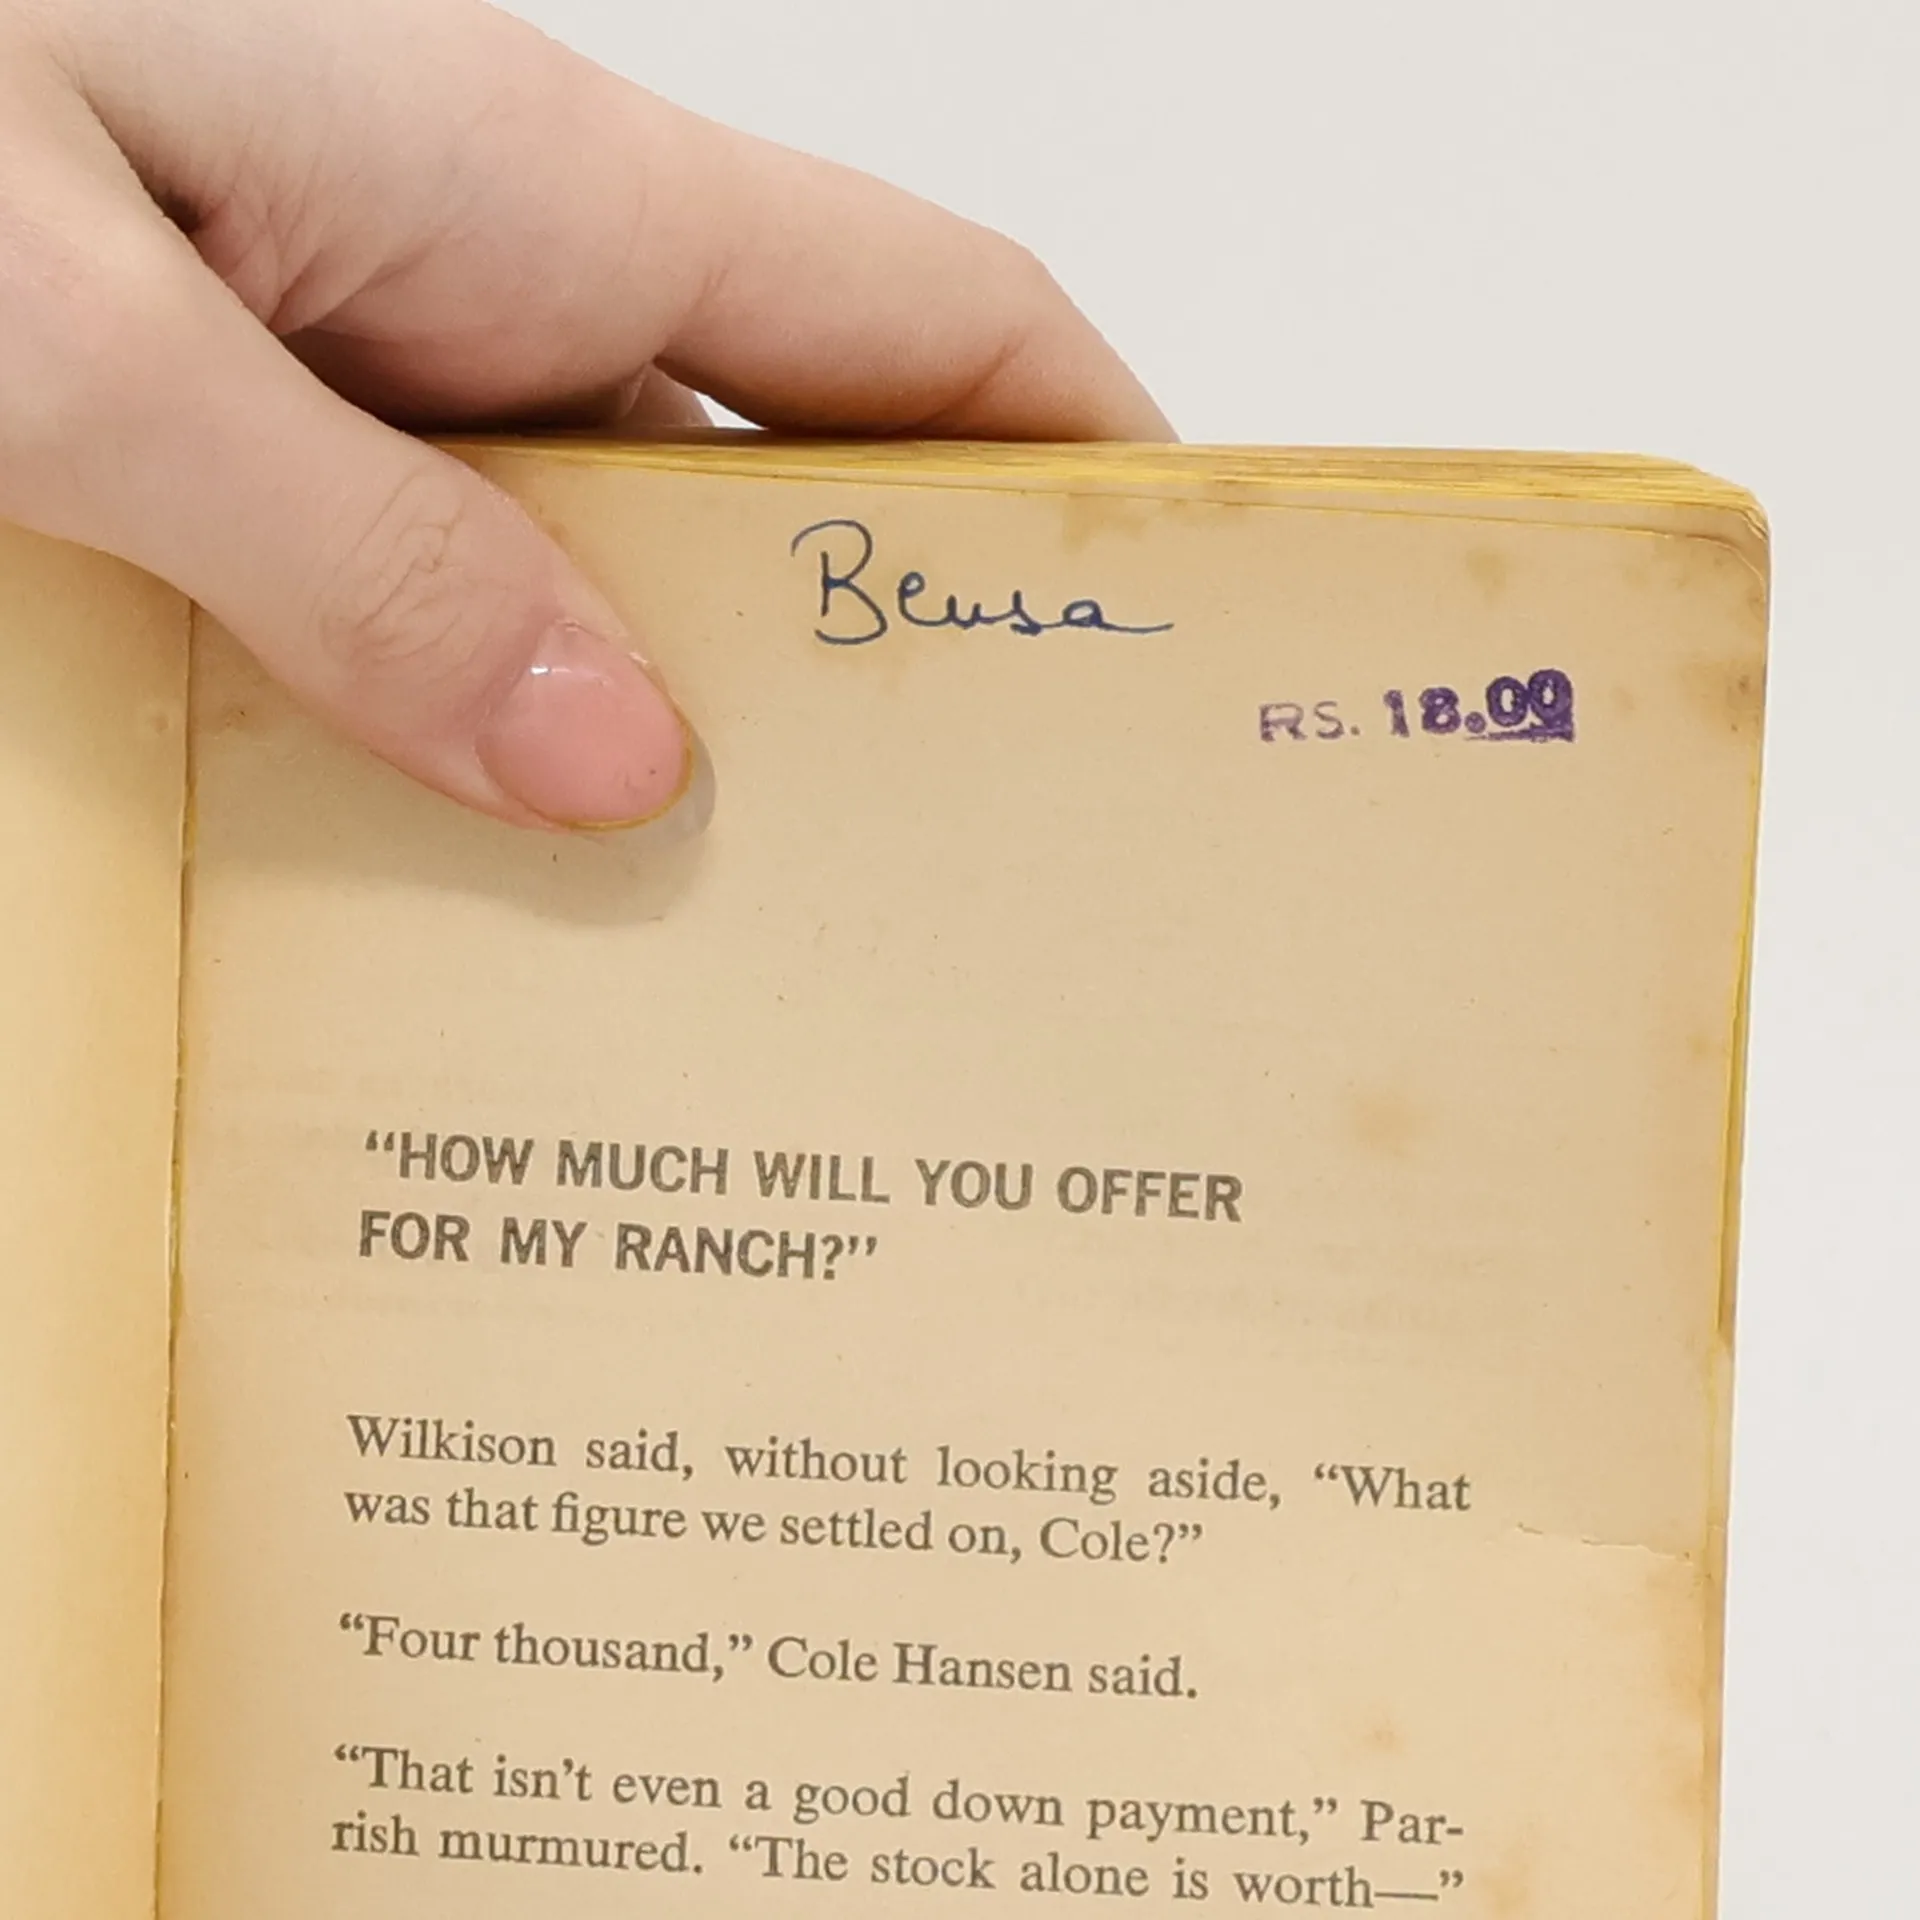 Beusa
RS. 18.00
“HOW MUCH WILL YOU OFFER
FOR MY RANCH?”
Wilkison said, without looking aside, “What
was that figure we settled on, Cole?”
“Four thousand,” Cole Hansen said.
“That isn’t even a good down payment,” Par-
rish murmured. “The stock alone is worth—”